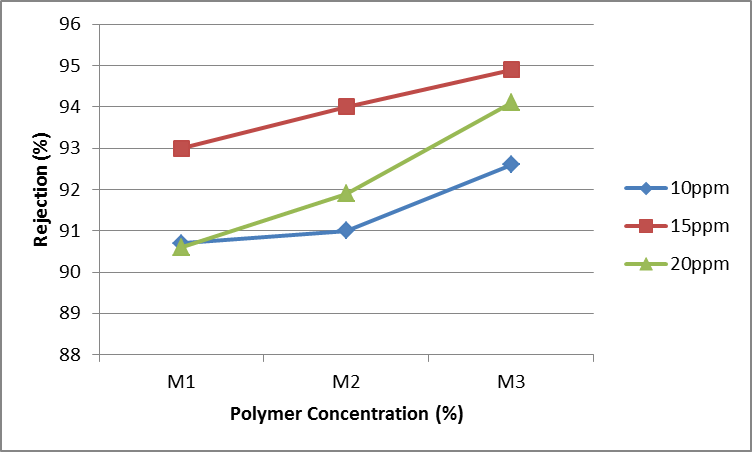 96
95
94
93
92
91
90
89
88
Rejection (%)
M1 M2 M3
Polymer Concentration (%)
10ppm
15ppm
20ppm